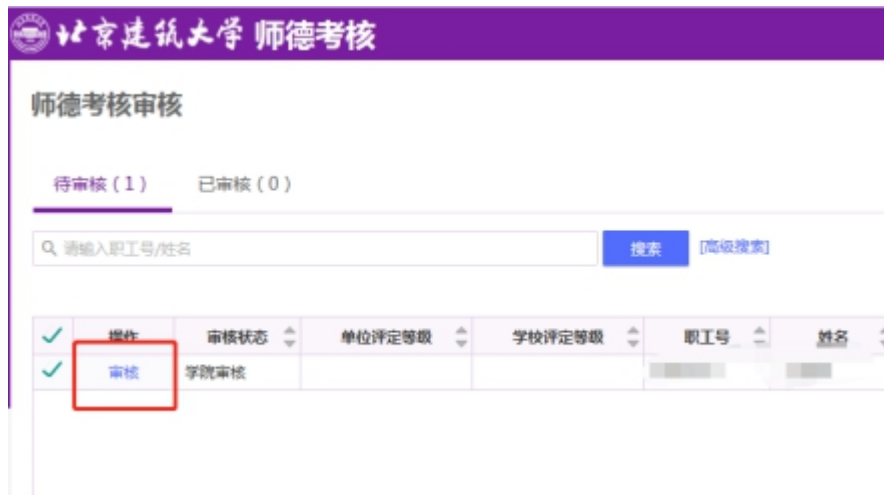 北京建筑大学 师德考核
师德考核审核
待审核（1） 已审核（0）
请输入职工号/姓名 搜索 [高级搜索]
操作 审核状态 单位评定等级 学校评定等级 职工号 姓名
审核 学院审核